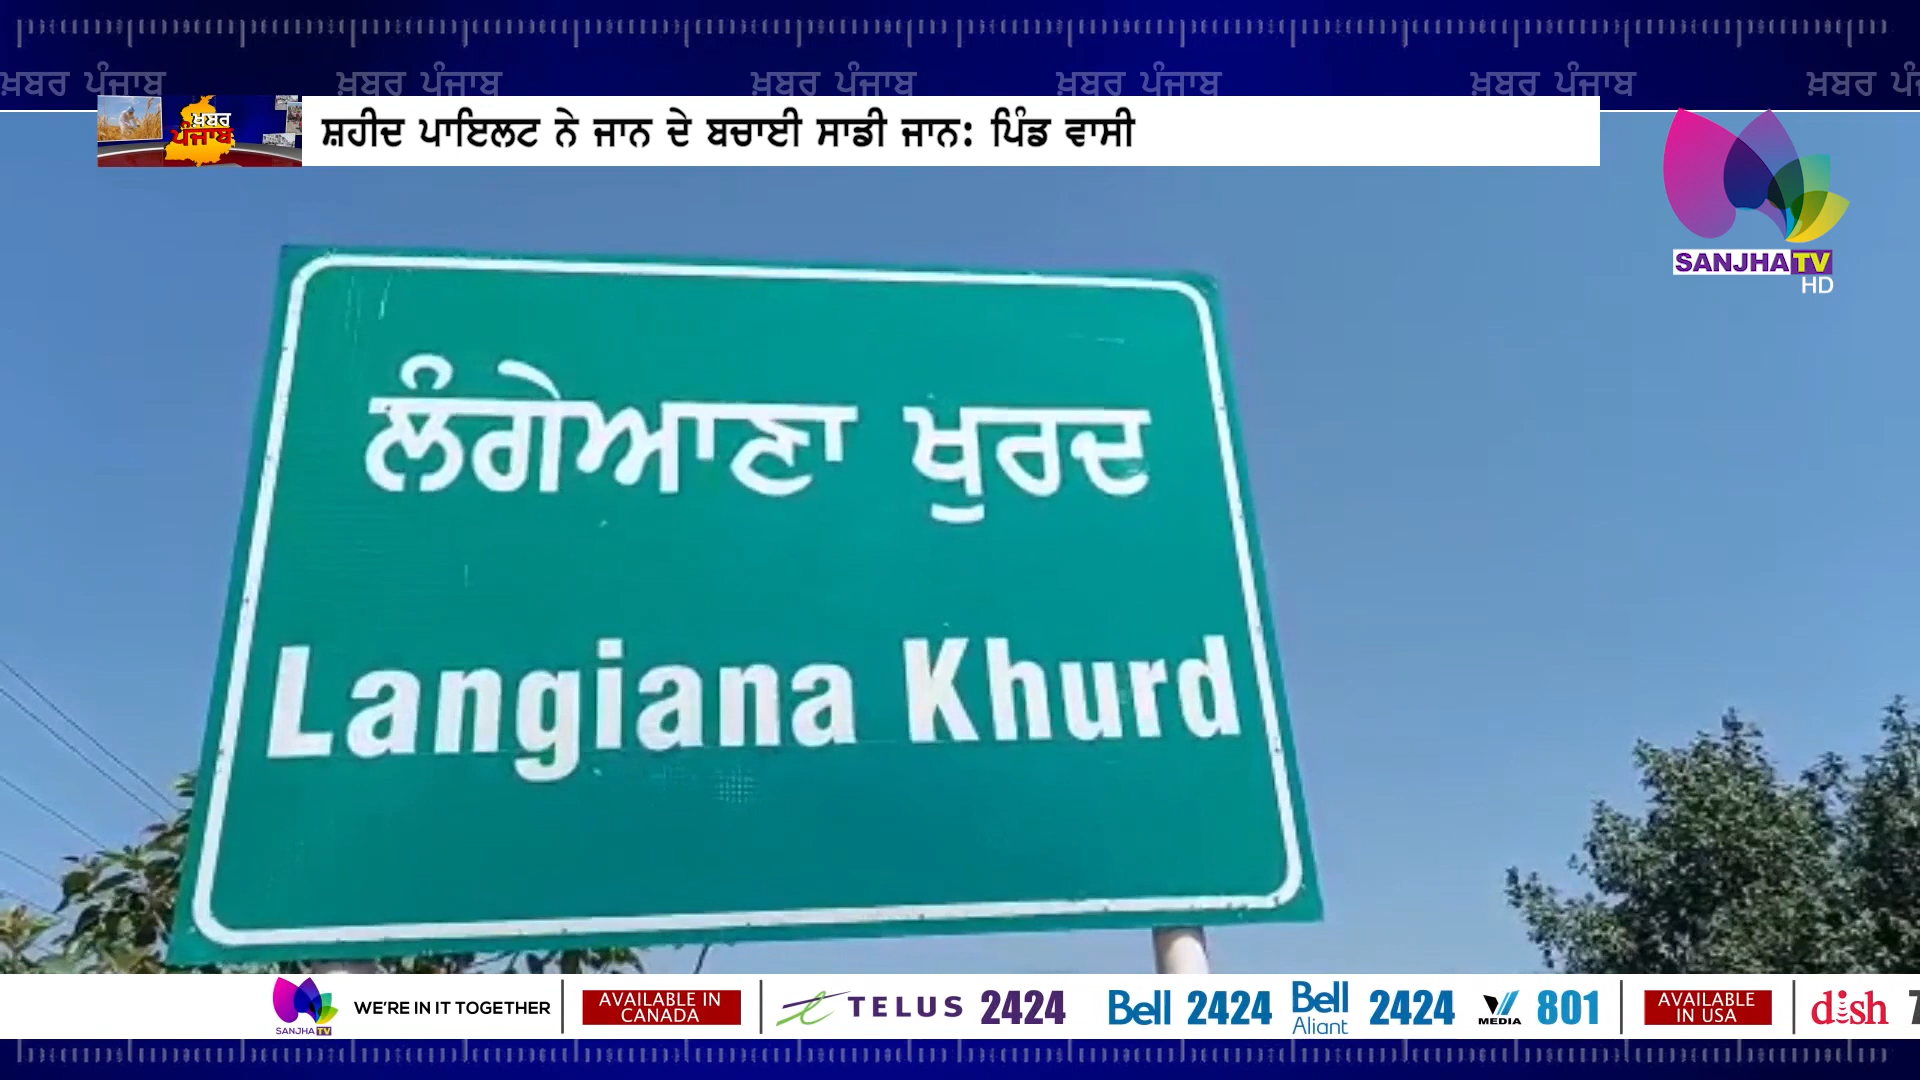 ਖ਼ਬਰ ਪੰਜਾਬ ਖ਼ਬਰ ਪੰਜਾਬ ਖ਼ਬਰ ਪੰਜਾਬ ਖ਼ਬਰ ਪੰਜਾਬ ਖ਼ਬਰ ਪੰਜਾਬ ਖ਼ਬਰ
ਖ਼ਬਰ
ਪੰਜਾਬ
ਸ਼ਹੀਦ ਪਾਇਲਟ ਨੇ ਜਾਨ ਦੇ ਬਚਾਈ ਸਾਡੀ ਜਾਨ: ਪਿੰਡ ਵਾਸੀ
SANJHA TV
HD
ਲੰਗੇਆਣਾ ਖੁਰਦ
Langiana Khurd
SANJHA TV
WE'RE IN IT TOGETHER
AVAILABLE IN
CANADA
TELUS 2424
Bell 2424
Bell
Aliant
2424
MEDIA
801
AVAILABLE
IN USA
dish